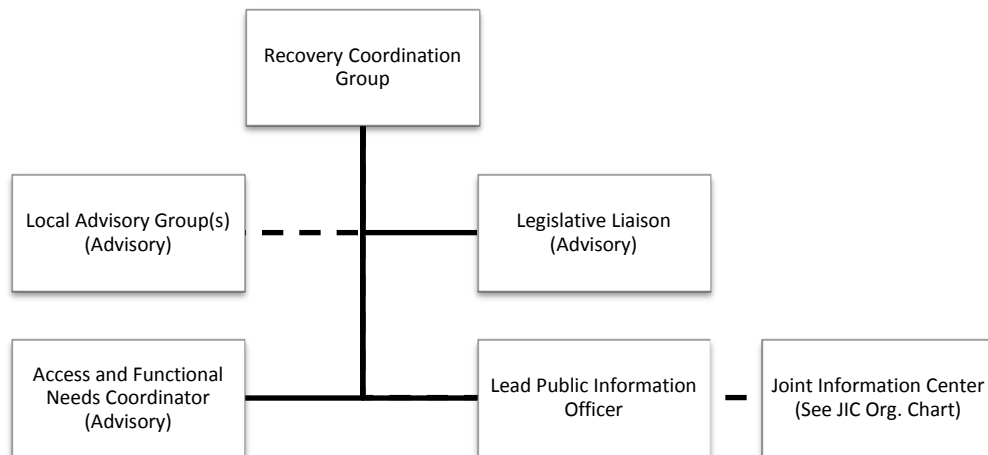 Recovery Coordination
Group
Local Advisory Group(s)
(Advisory)
Legislative Liaison
(Advisory)
Access and Functional
Needs Coordinator
(Advisory)
Lead Public Information
Officer
Joint Information Center
(See JIC Org. Chart)